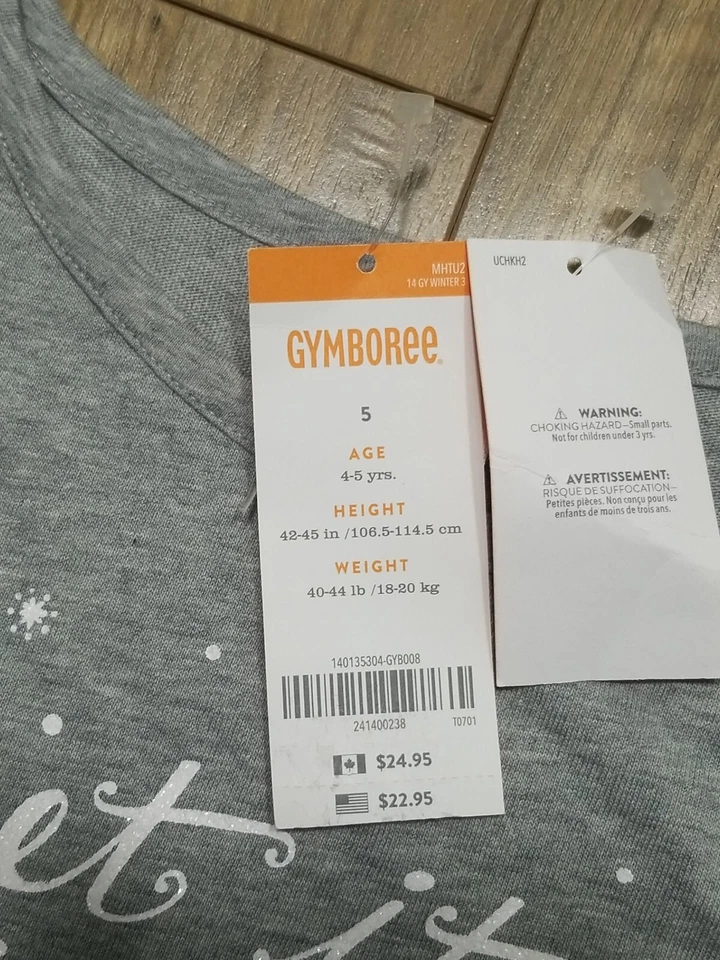 MHTU2
14 GY WINTER 3
GYMBOREE
5
AGE
4-5 yrs.
HEIGHT
42-45 in /106.5-114.5 cm
WEIGHT
40-44 lb /18-20 kg
140135304-GYB008
241400238 T0701
$24.95
$22.95
UCHKH2
WARNING:
CHOKING HAZARD—Small parts.
Not for children under 3 yrs.
AVERTISSEMENT:
RISQUE DE SUFFOCATION—
Petites pièces. Non conçu pour les
enfants de moins de trois ans.
et
it